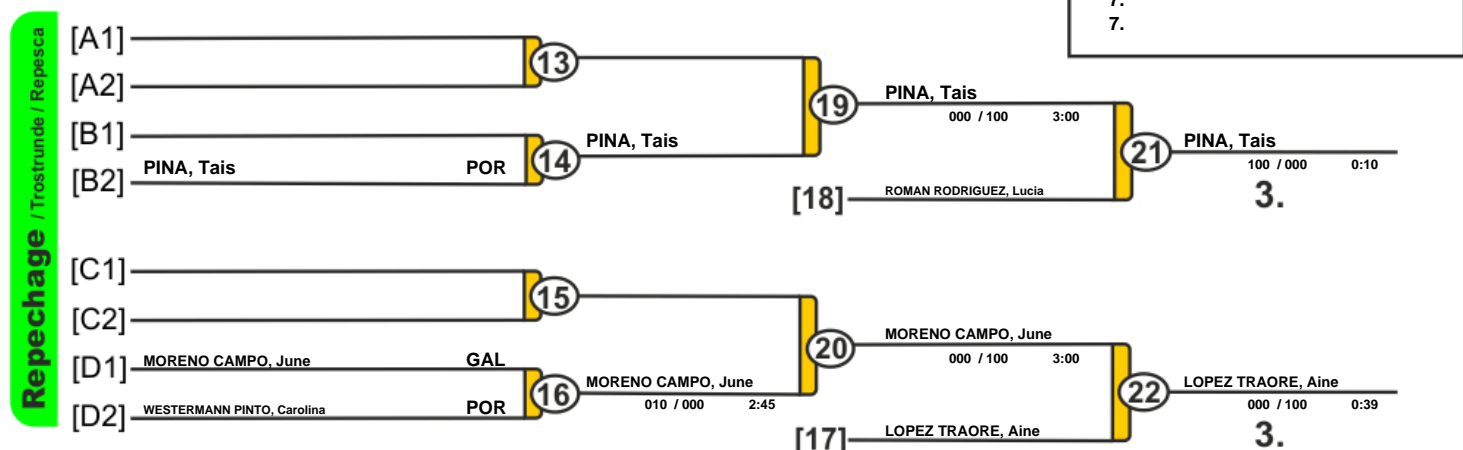 7.
7.
Repechage / Trostrunde / Repesca
[A1]
13
[A2]
PINA, Tais
19
000 / 100 3:00
[B1]
PINA, Tais
14
21
PINA, Tais
100 / 000 0:10
3.
PINA, Tais POR
[B2]
[18] ROMAN RODRIGUEZ, Lucia
[C1]
15
[C2]
MORENO CAMPO, June
20
000 / 100 3:00
[D1] MORENO CAMPO, June GAL
16
MORENO CAMPO, June
010 / 000 2:45
22
LOPEZ TRAORE, Aine
000 / 100 0:39
3.
[D2] WESTERMANN PINTO, Carolina POR
[17] LOPEZ TRAORE, Aine